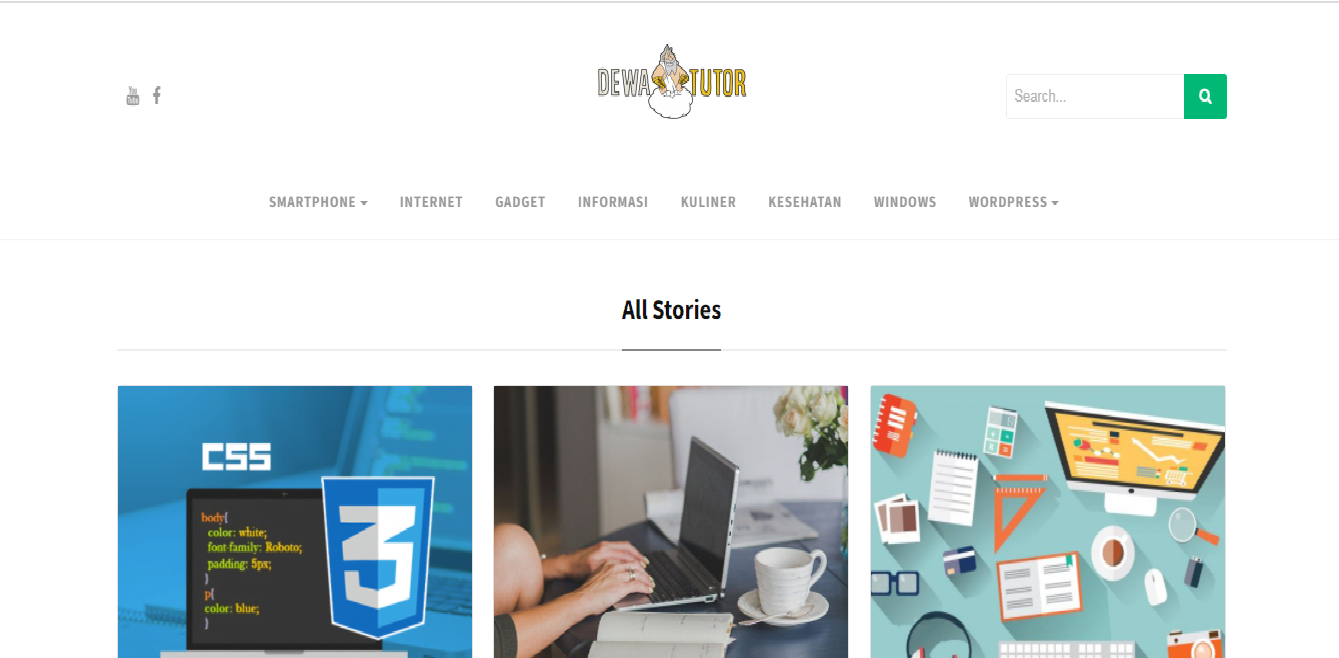 You
Tube
DEWA TUTOR
Search...
SMARTPHONE INTERNET GADGET INFORMASI KULINER KESEHATAN WINDOWS WORDPRESS
All Stories
CSS
body{
color: white;
font-family: Roboto;
padding: 5px;
}
p{
color: blue;
}
3